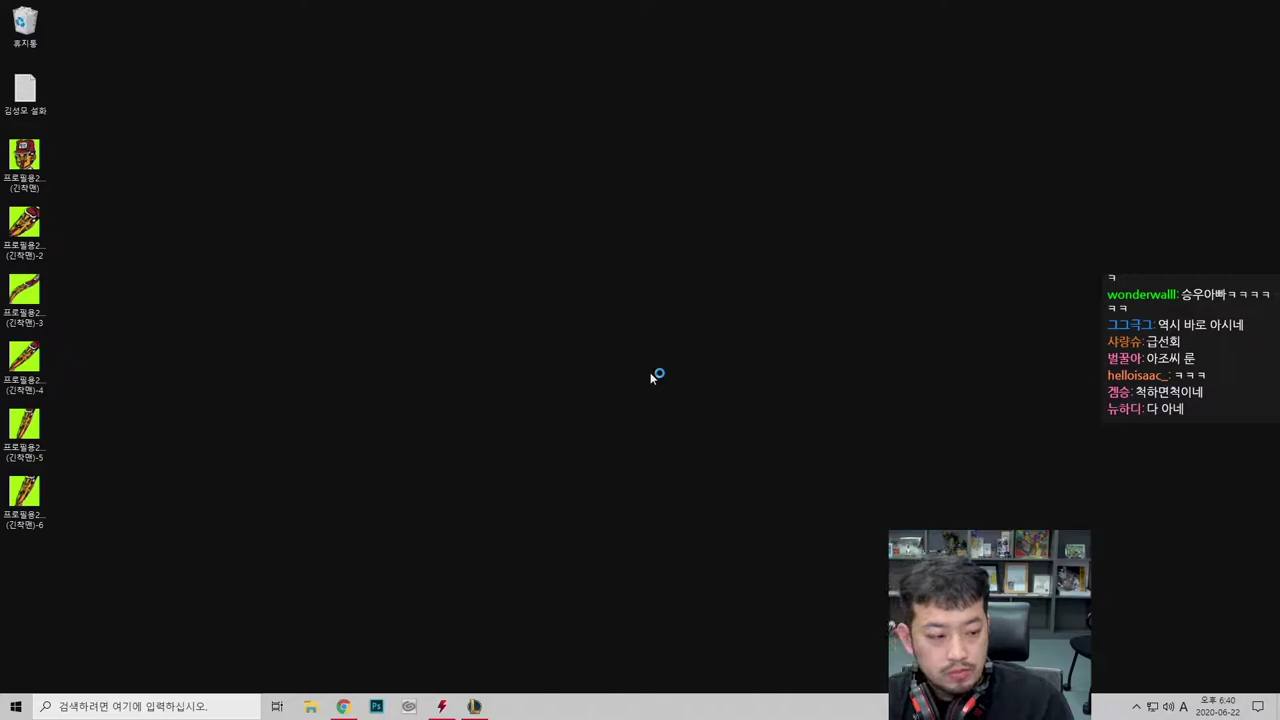 휴지통
김성모 설화
프로필용2...
(긴착맨)
프로필용2...
(긴착맨)-2
프로필용2...
(긴착맨)-3
프로필용2...
(긴착맨)-4
프로필용2...
(긴착맨)-5
프로필용2...
(긴착맨)-6
ㅋ
wonderwalll: 승우아빠ㅋㅋㅋㅋ
ㅋㅋ
그그극그: 역시 바로 아시네
샤랑슈: 급선회
벌꿀아: 아조씨 룬
helloisaac_: ㅋㅋㅋ
겜승: 척하면척이네
뉴하디: 다 아네
검색하려면 여기에 입력하십시오.
Ps
A
오후 6:40
2020-06-22